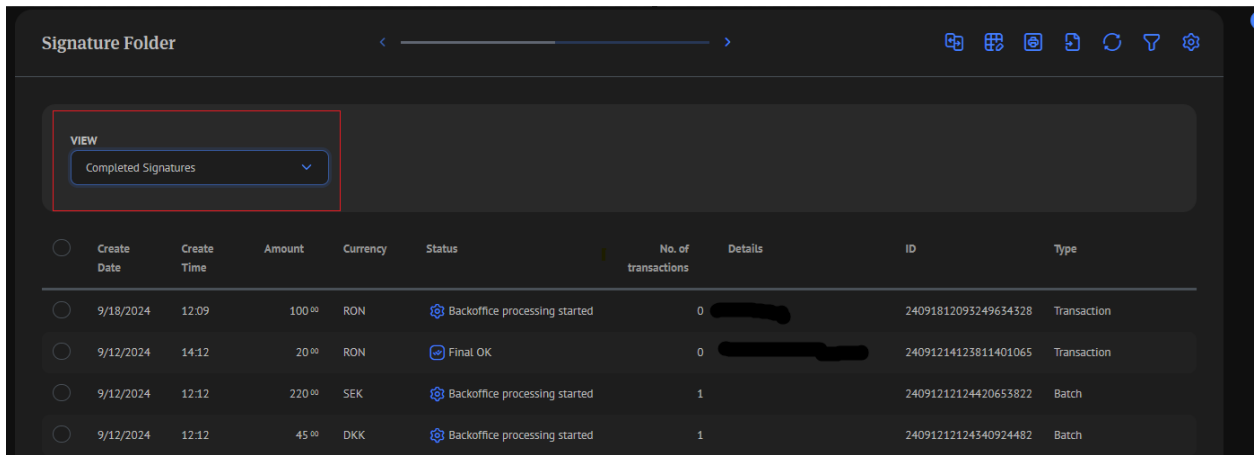 Signature Folder
VIEW
Completed Signatures
Create Date Create Time Amount Currency Status No. of transactions Details ID Type
9/18/2024 12:09 100 00 RON Backoffice processing started 0 24091812093249634328 Transaction
9/12/2024 14:12 20 00 RON Final OK 0 24091214123811401065 Transaction
9/12/2024 12:12 220 00 SEK Backoffice processing started 1 24091212124420653822 Batch
9/12/2024 12:12 45 00 DKK Backoffice processing started 1 24091212124340924482 Batch